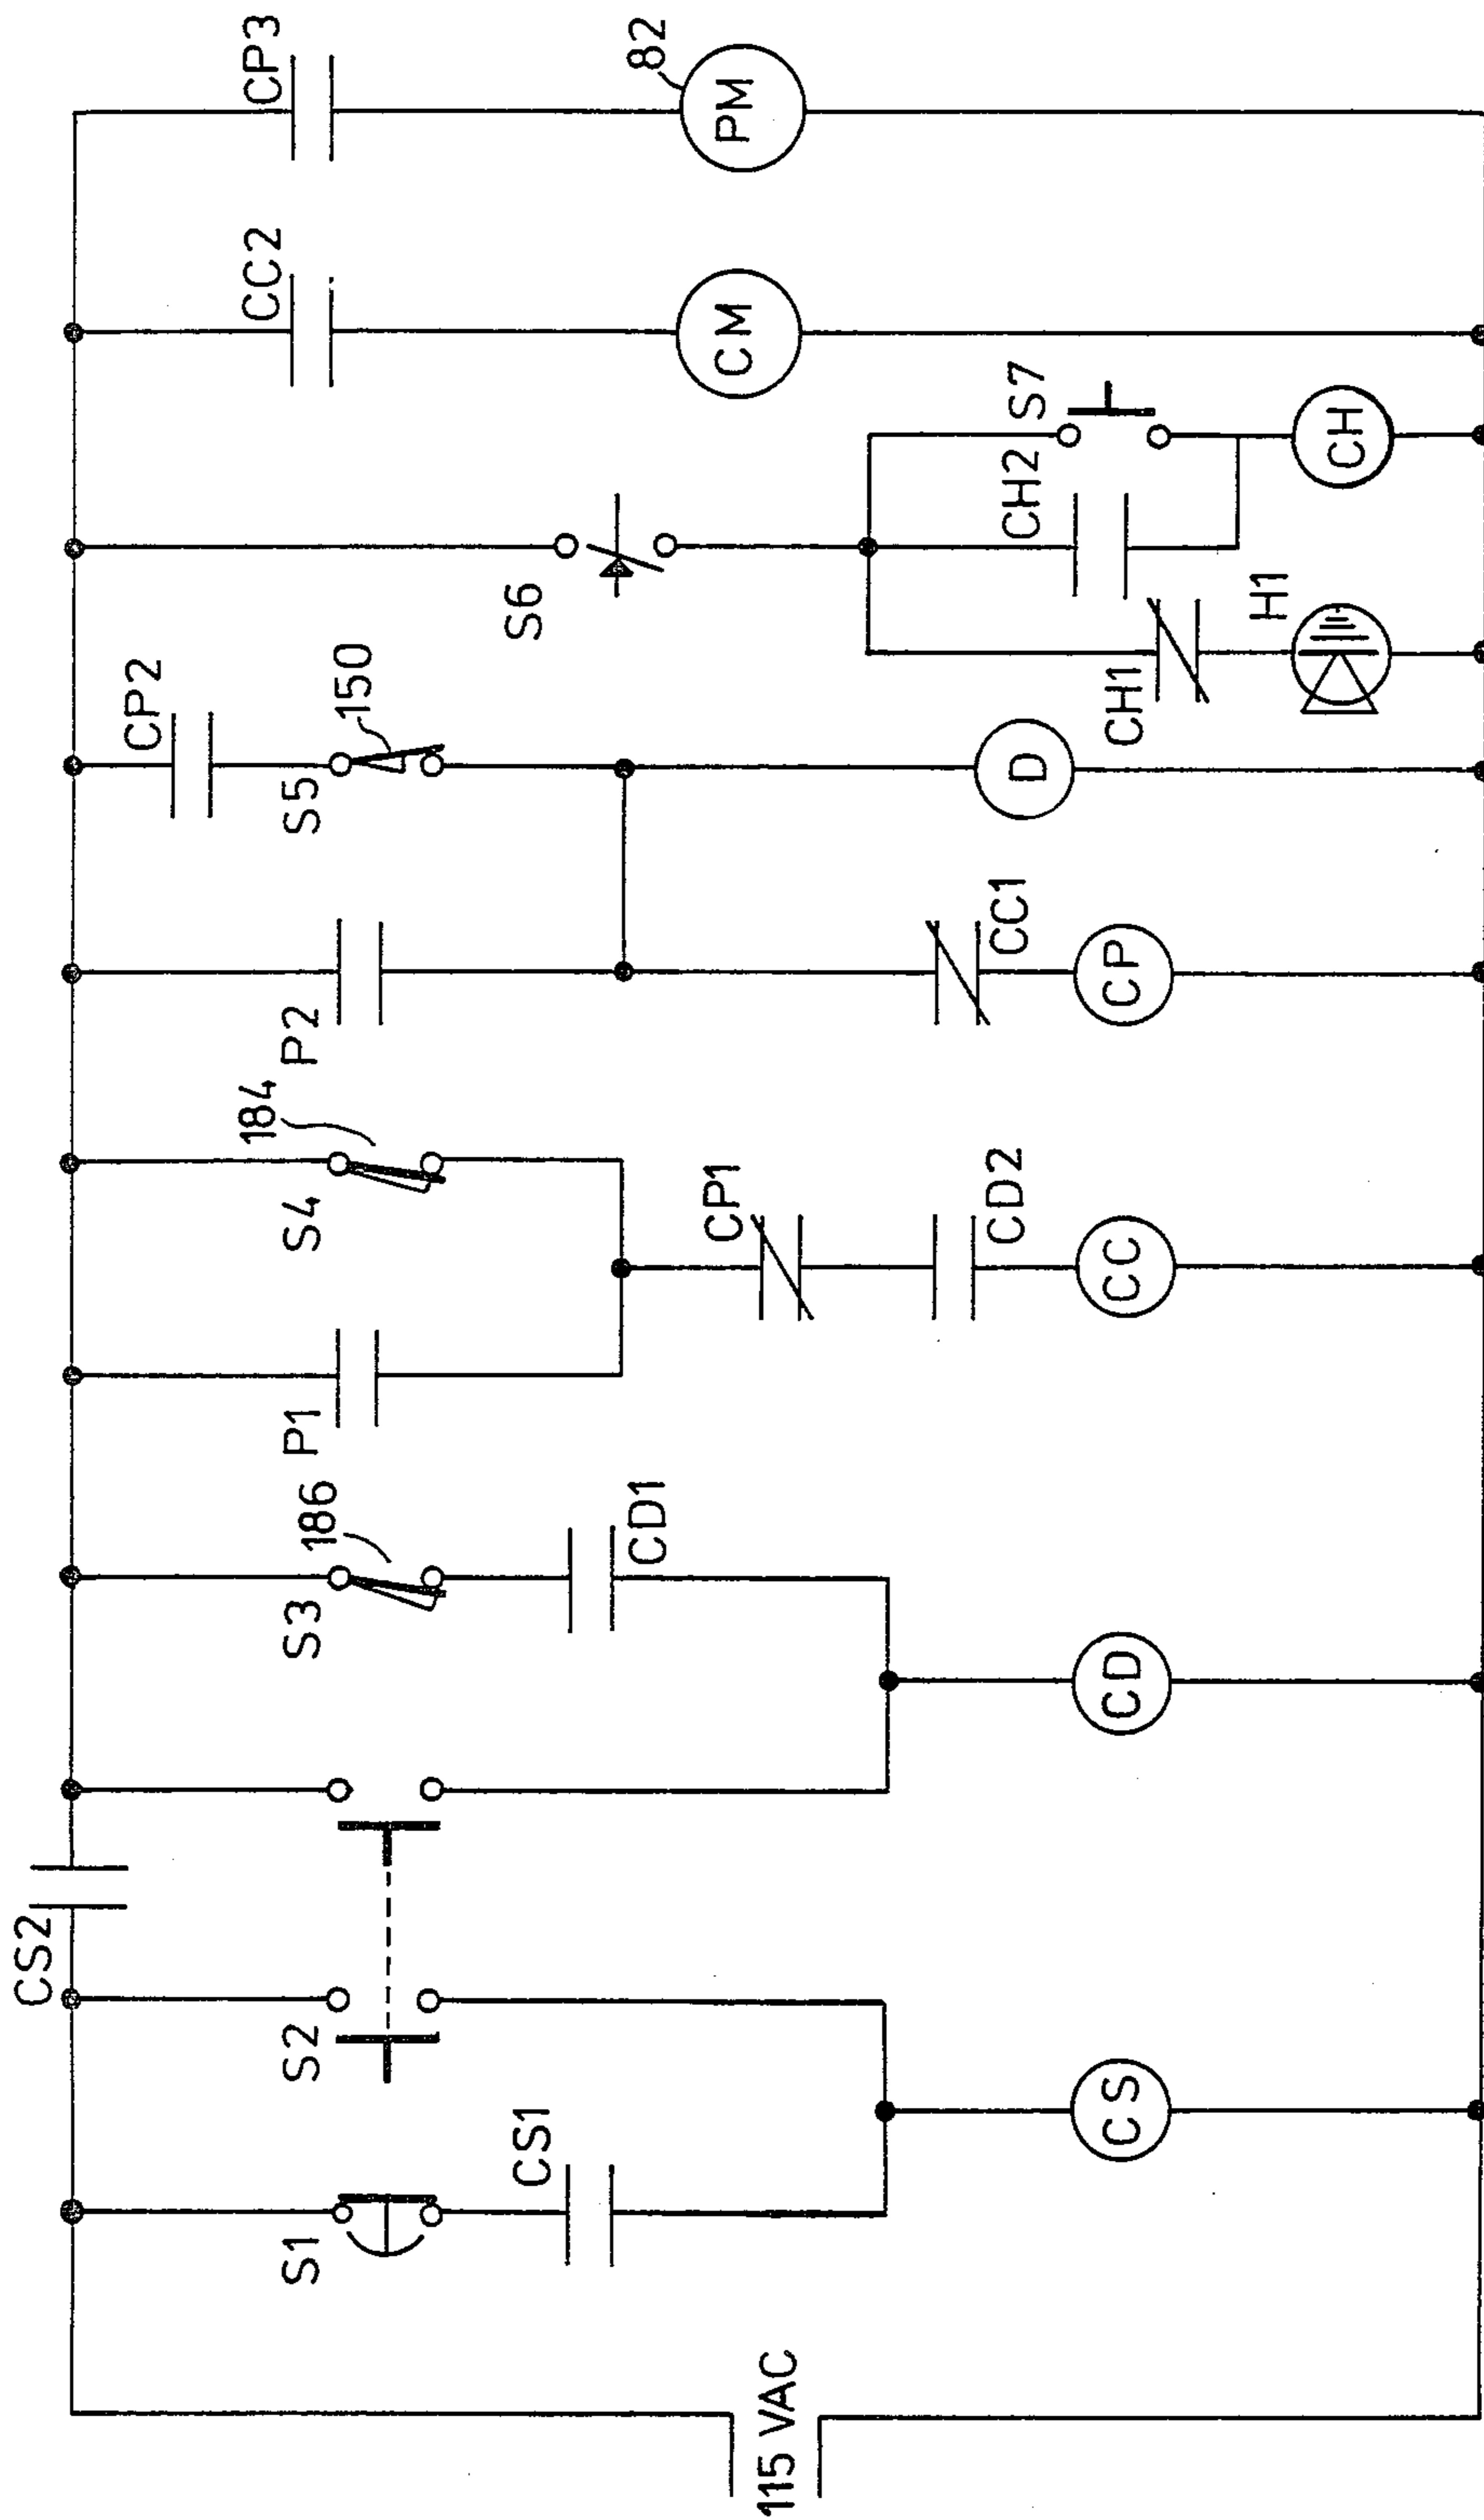 115 VAC
S1
CS1
CS
S2
CS2
CD
S3
186
CD1
P1
S4
184
CP1
CD2
CC
P2
CC1
CP
CP2
S5
150
D
S6
CH1
H1
CH2
S7
CH
CC2
CM
CP3
82
PM